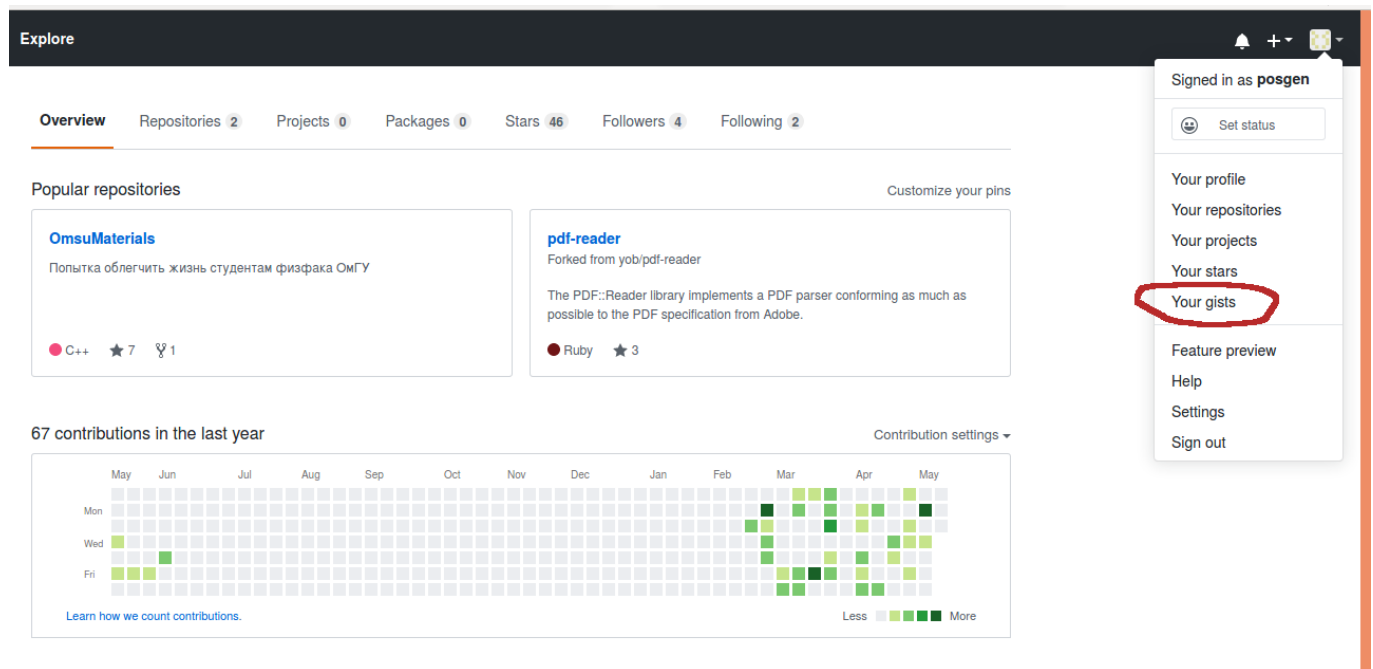 Explore
Signed in as posgen
Set status
Your profile
Your repositories
Your projects
Your stars
Your gists
Feature preview
Help
Settings
Sign out
Overview Repositories 2 Projects 0 Packages 0 Stars 46 Followers 4 Following 2
Popular repositories Customize your pins
OmsuMaterials
Попытка облегчить жизнь студентам физфака ОмГУ
C++ 7 1
pdf-reader
Forked from yob/pdf-reader
The PDF::Reader library implements a PDF parser conforming as much as
possible to the PDF specification from Adobe.
Ruby 3
67 contributions in the last year Contribution settings
May Jun Jul Aug Sep Oct Nov Dec Jan Feb Mar Apr May
Mon
Wed
Fri
Learn how we count contributions. Less More